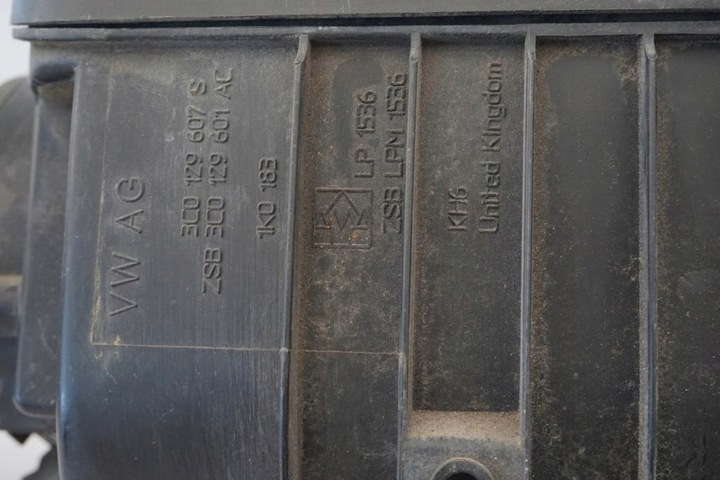 VW AG
3C0 129 607 S
ZSB 3C0 129 601 AC
1K0 183
LP 1536
ZSB LPM 1536
KH6
United Kingdom